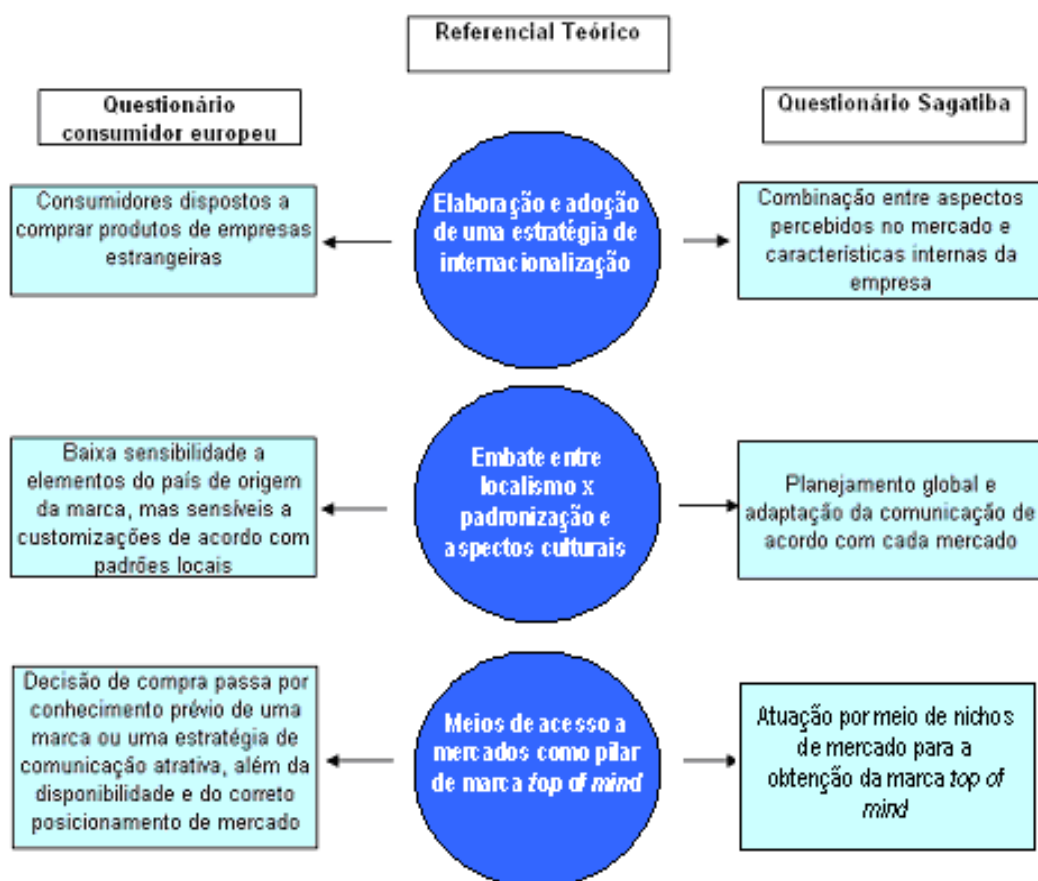 Referencial Teórico
Questionário
consumidor europeu
Questionário Sagatiba
Consumidores dispostos a
comprar produtos de empresas
estrangeiras
Elaboração e adoção
de uma estratégia de
internacionalização
Combinação entre aspectos
percebidos no mercado e
características internas da
empresa
Baixa sensibilidade a
elementos do país de origem
da marca, mas sensíveis a
customizações de acordo com
padrões locais
Embate entre
localismo x
padronização e
aspectos culturais
Planejamento global e
adaptação da comunicação de
acordo com cada mercado
Decisão de compra passa por
conhecimento prévio de uma
marca ou uma estratégia de
comunicação atrativa, além da
disponibilidade e do correto
posicionamento de mercado
Meios de acesso a
mercados como pilar
de marca top of mind
Atuação por meio de nichos
de mercado para a
obtenção da marca top of
mind